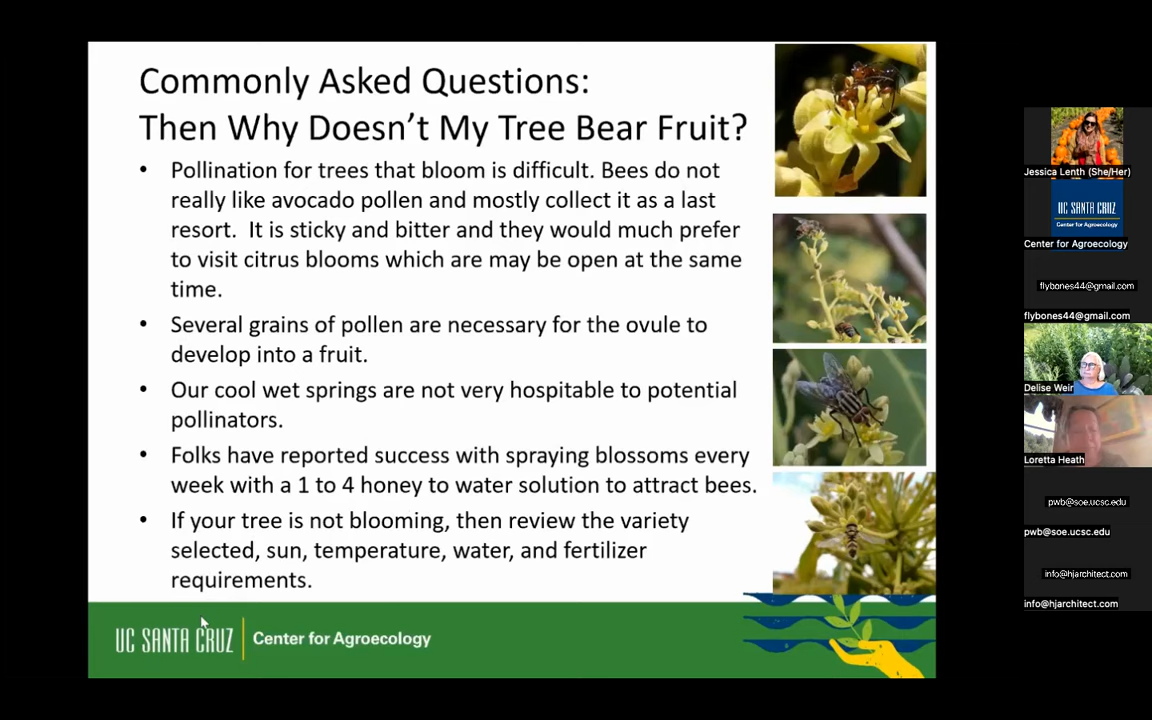 Commonly Asked Questions:
Then Why Doesn't My Tree Bear Fruit?
• Pollination for trees that bloom is difficult. Bees do not
really like avocado pollen and mostly collect it as a last
resort.  It is sticky and bitter and they would much prefer
to visit citrus blooms which are may be open at the same
time.
• Several grains of pollen are necessary for the ovule to
develop into a fruit.
• Our cool wet springs are not very hospitable to potential
pollinators.
• Folks have reported success with spraying blossoms every
week with a 1 to 4 honey to water solution to attract bees.
• If your tree is not blooming, then review the variety
selected, sun, temperature, water, and fertilizer
requirements.
UC SANTA CRUZ
Center for Agroecology
Jessica Lenth (She/Her)
UC SANTA CRUZ
Center for Agroecology
Center for Agroecology
flybones44@gmail.com
flybones44@gmail.com
Delise Weir
Loretta Heath
pwb@soe.ucsc.edu
pwb@soe.ucsc.edu
info@hjarchitect.com
info@hjarchitect.com